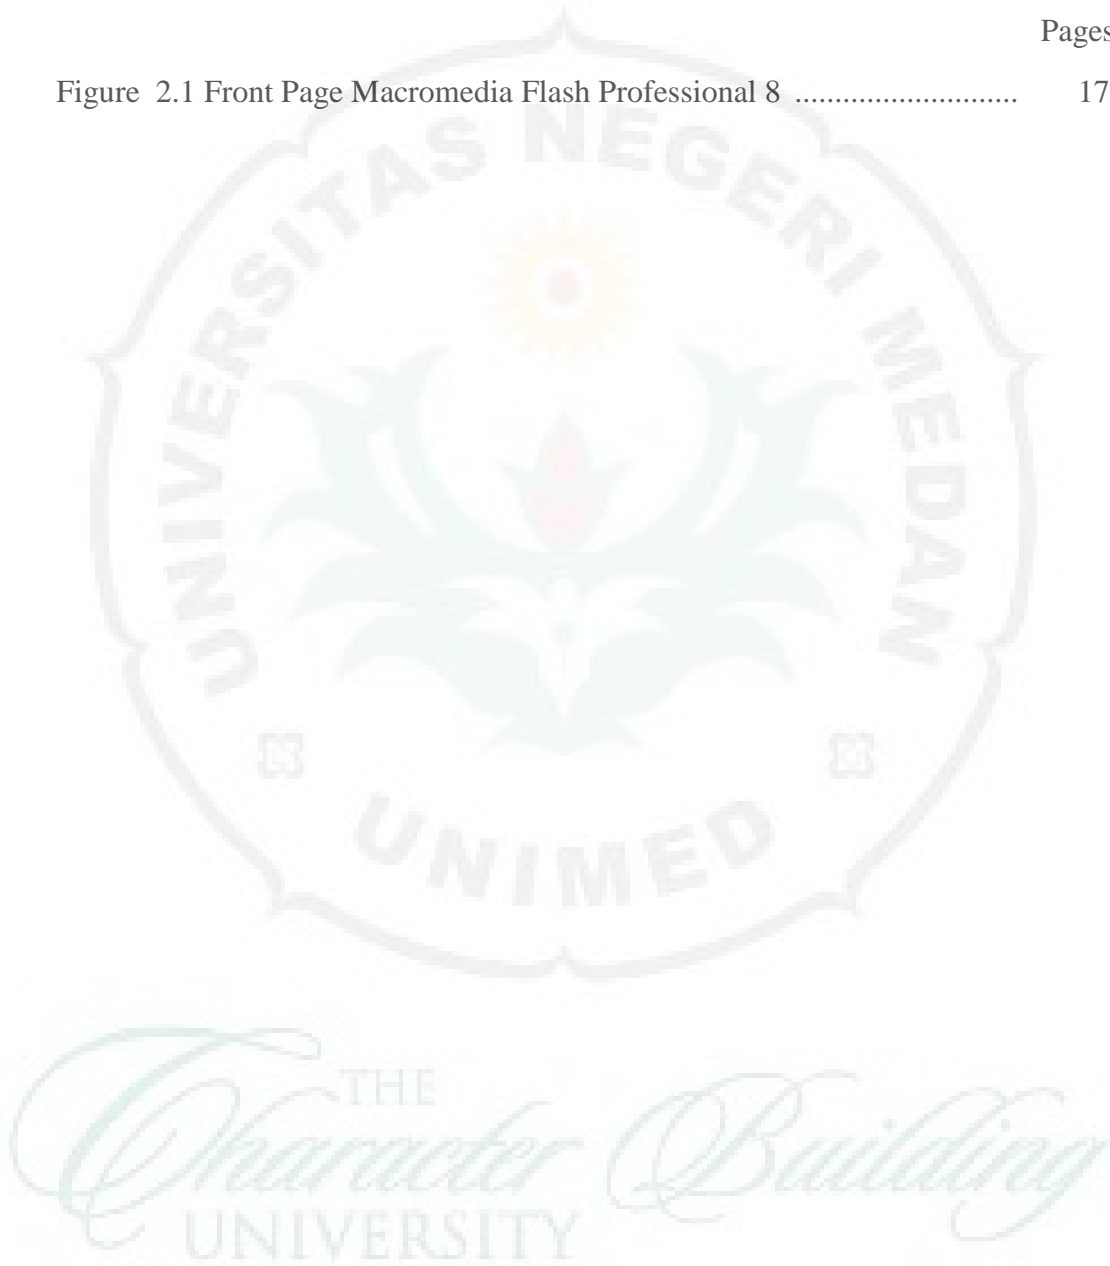 Pages
Figure 2.1 Front Page Macromedia Flash Professional 8 ............................ 17
UNIVERSITAS NEGERI MEDAN
UNIMED
THE
Character Building
UNIVERSITY